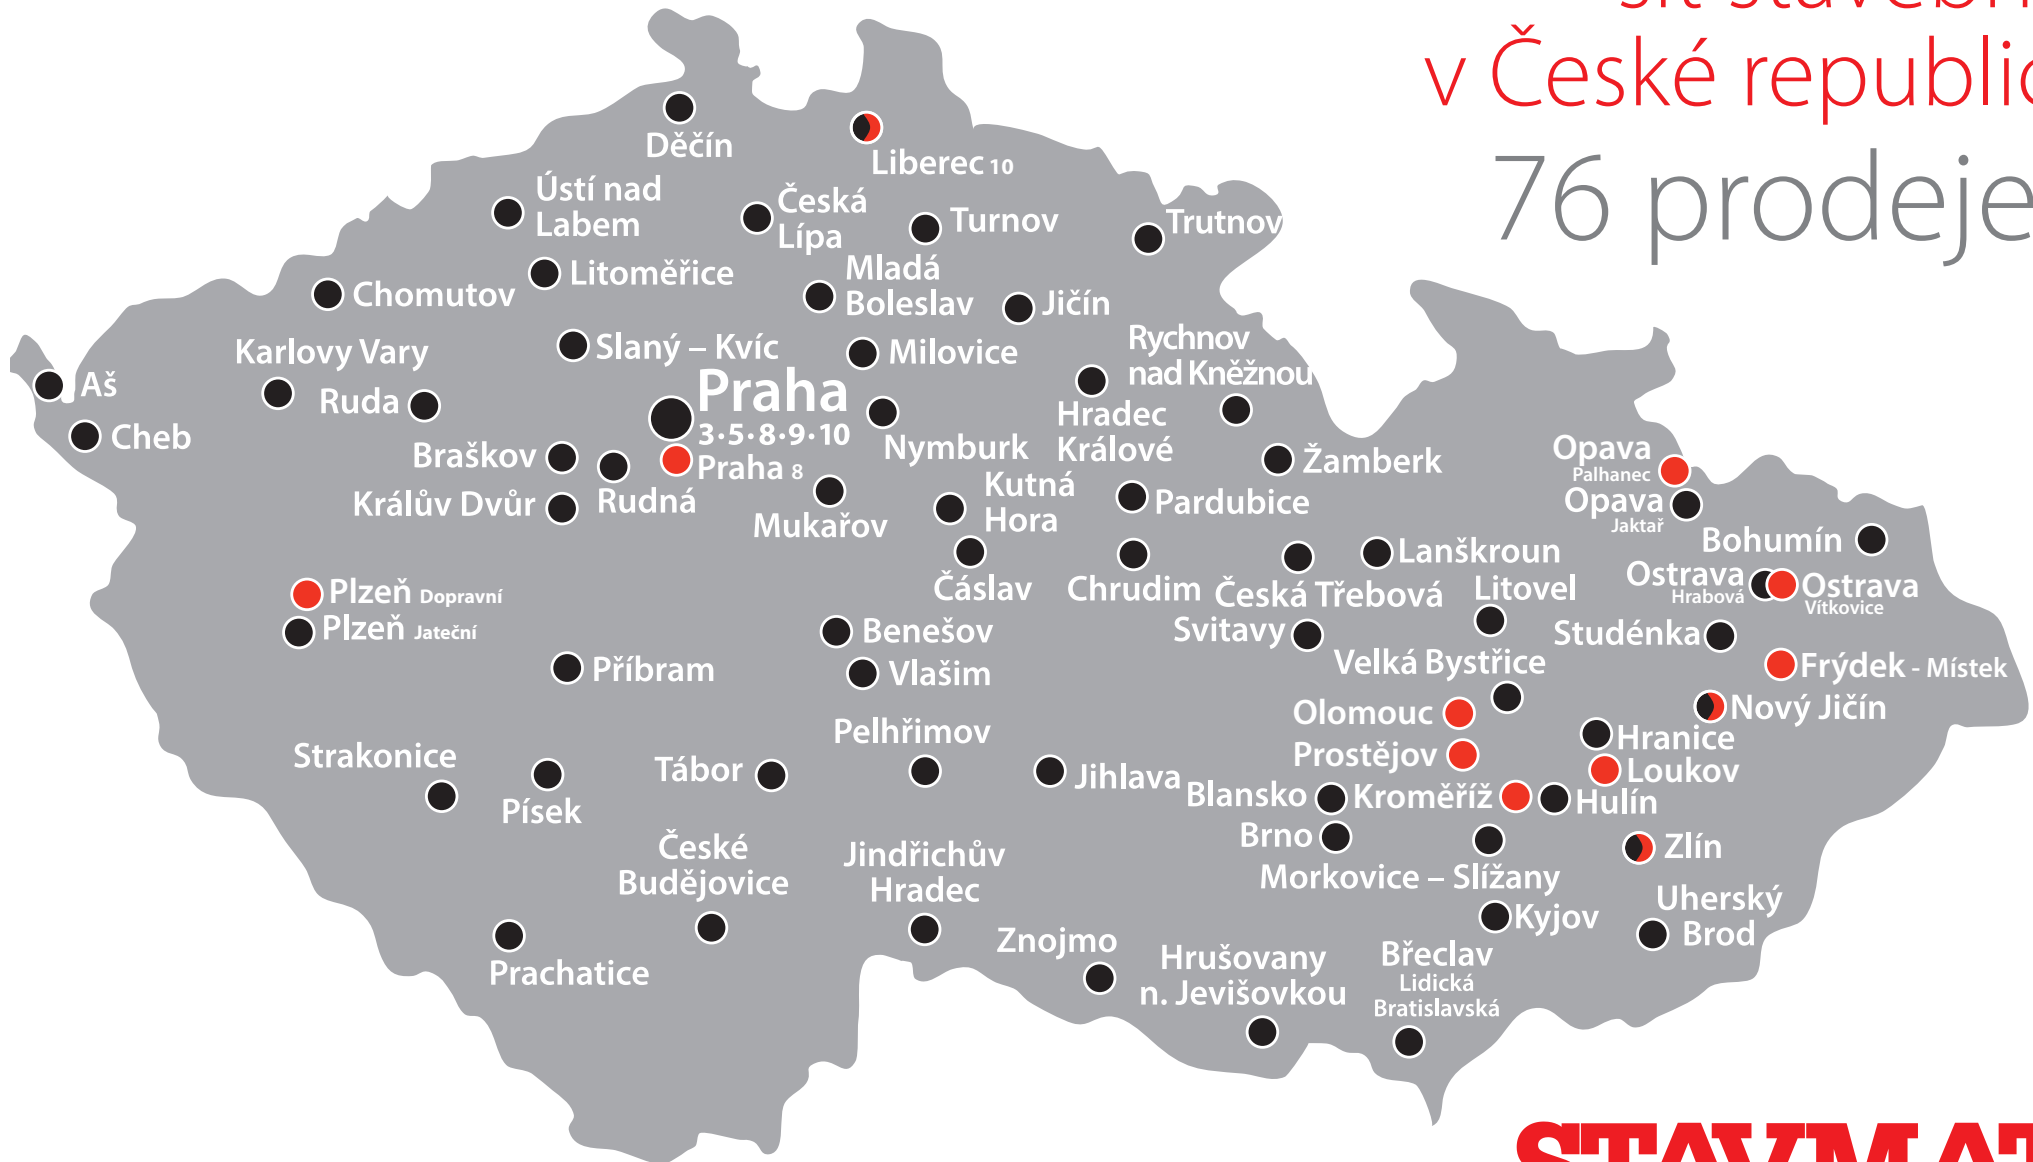 v České
76
Děčín
Liberec 10
Ústí nad
Labem
Česká
Lípa
Turnov
Trutnov
Litoměřice
Chomutov
Mladá
Boleslav
Jičín
Karlovy Vary
Slaný – Kvíc
Milovice
Rychnov
nad Kněžnou
Aš
Ruda
Praha
3·5·8·9·10
Praha 8
Cheb
Nymburk
Hradec
Králové
Braškov
Rudná
Žamberk
Opava
Palhanec
Opava
Jaktař
Králův Dvůr
Mukařov
Kutná
Hora
Pardubice
Bohumín
Čáslav
Chrudim
Česká Třebová
Lanškroun
Litovel
Ostrava
Hrabová
Ostrava
Vítkovice
Plzeň Dopravní
Plzeň Jateční
Benešov
Svitavy
Studénka
Příbram
Vlašim
Velká Bystřice
Frýdek - Místek
Olomouc
Nový Jičín
Pelhřimov
Prostějov
Hranice
Loukov
Strakonice
Písek
Tábor
Jihlava
Blansko
Kroměříž
Hulín
Brno
Zlín
České
Budějovice
Jindřichův
Hradec
Morkovice – Slížany
Uherský
Brod
Kyjov
Prachatice
Znojmo
Hrušovany
n. Jevišovkou
Břeclav
Lidická
Bratislavská